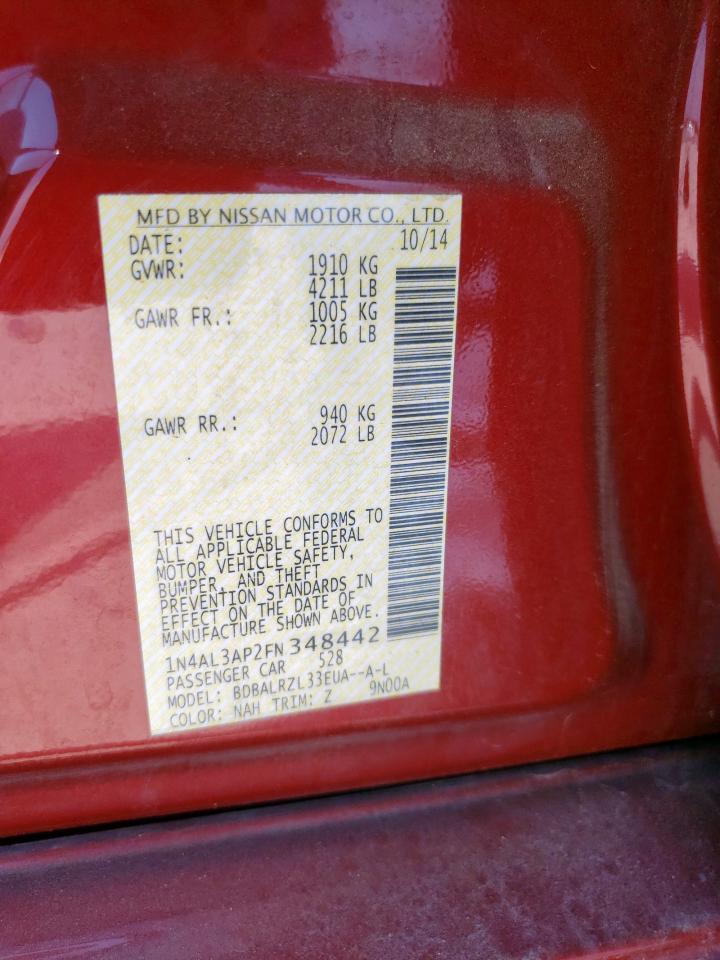 MFD BY NISSAN MOTOR CO., LTD.
DATE: 10/14
GVWR: 1910 KG
4211 LB
GAWR FR.: 1005 KG
2216 LB
GAWR RR.: 940 KG
2072 LB
THIS VEHICLE CONFORMS TO
ALL APPLICABLE FEDERAL
MOTOR VEHICLE SAFETY,
BUMPER, AND THEFT
PREVENTION STANDARDS IN
EFFECT ON THE DATE OF
MANUFACTURE SHOWN ABOVE.
1N4AL3AP2FN348442
PASSENGER CAR 528
MODEL: BDBALRZL33EUA--A-L
COLOR: NAH TRIM: Z 9N00A